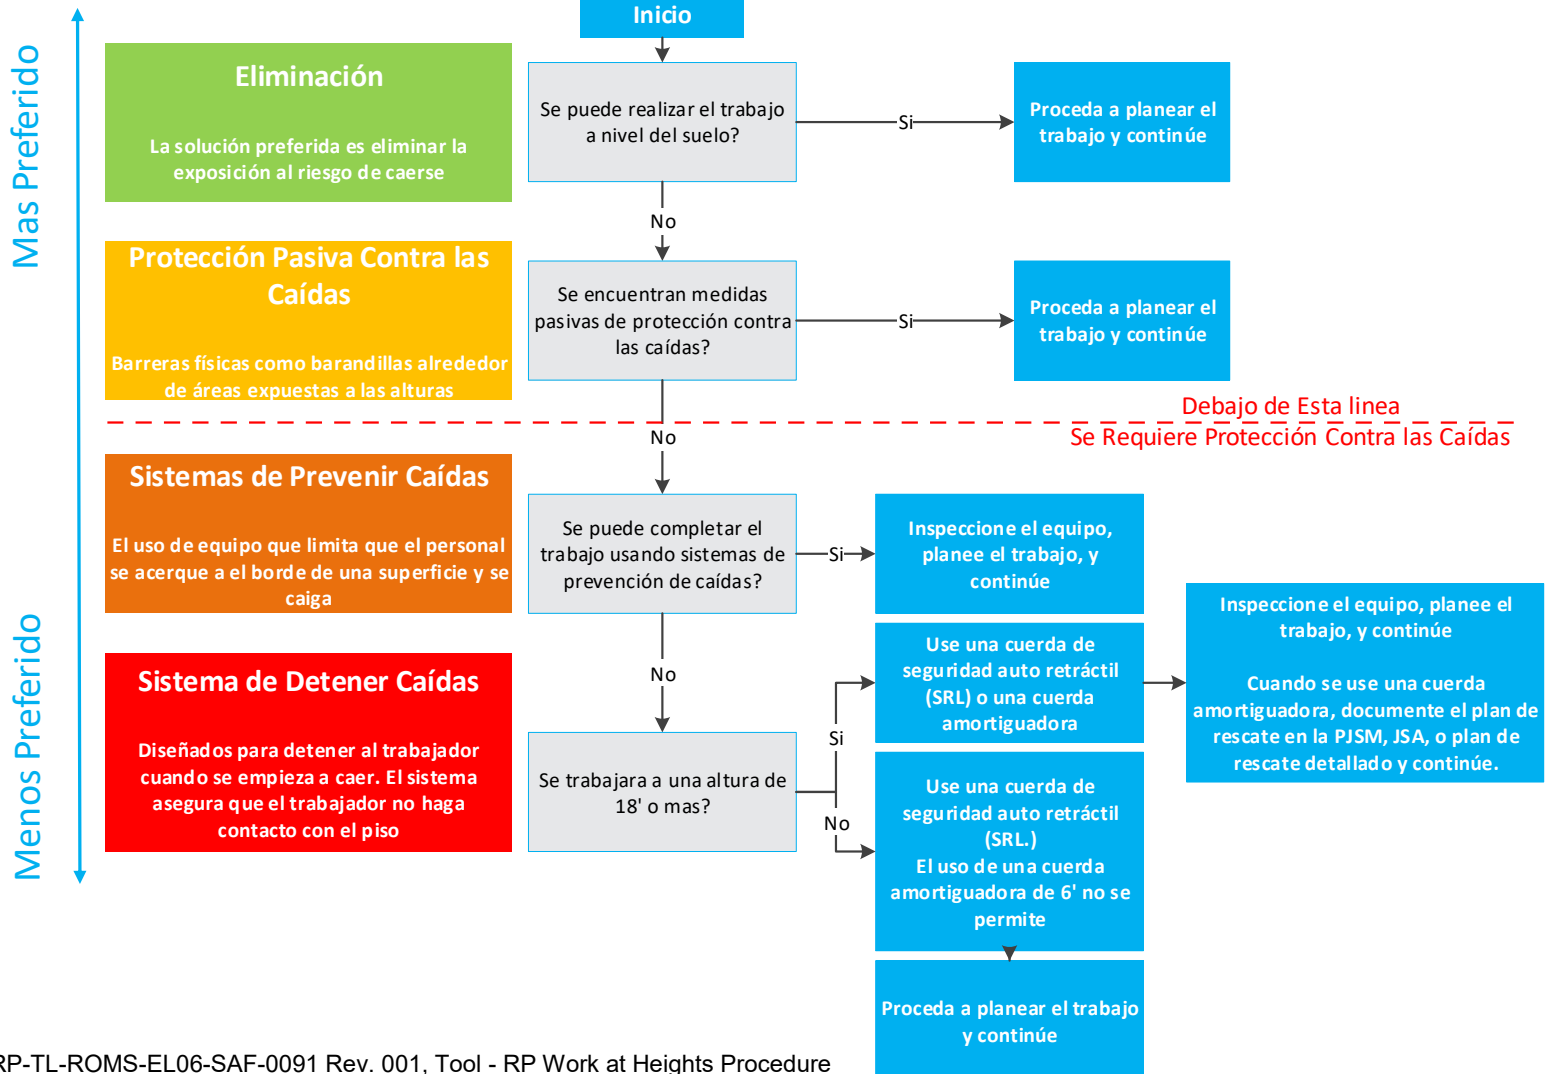 Inicio
Mas Preferido
Menos Preferido
Eliminación
La solución preferida es eliminar la
exposición al riesgo de caerse
Se puede realizar el trabajo
a nivel del suelo?
Si
Proceda a planear el
trabajo y continúe
No
Protección Pasiva Contra las
Caídas
Barreras físicas como barandillas alrededor
de áreas expuestas a las alturas
Se encuentran medidas
pasivas de protección contra
las caídas?
Si
Proceda a planear el
trabajo y continúe
Debajo de Esta linea
Se Requiere Protección Contra las Caídas
No
Sistemas de Prevenir Caídas
El uso de equipo que limita que el personal
se acerque a el borde de una superficie y se
caiga
Se puede completar el
trabajo usando sistemas de
prevención de caídas?
Si
Inspeccione el equipo,
planee el trabajo, y
continúe
No
Sistema de Detener Caídas
Diseñados para detener al trabajador
cuando se empieza a caer. El sistema
asegura que el trabajador no haga
contacto con el piso
Se trabajara a una altura de
18' o mas?
Si
Use una cuerda de
seguridad auto retráctil
(SRL) o una cuerda
amortiguadora
Inspeccione el equipo, planee el
trabajo, y continúe
Cuando se use una cuerda
amortiguadora, documente el plan de
rescate en la PJSM, JSA, o plan de
rescate detallado y continúe.
No
Use una cuerda de
seguridad auto retráctil
(SRL.)
El uso de una cuerda
amortiguadora de 6' no se
permite
Proceda a planear el trabajo
y continúe
RP-TL-ROMS-EL06-SAF-0091 Rev. 001, Tool - RP Work at Heights Procedure